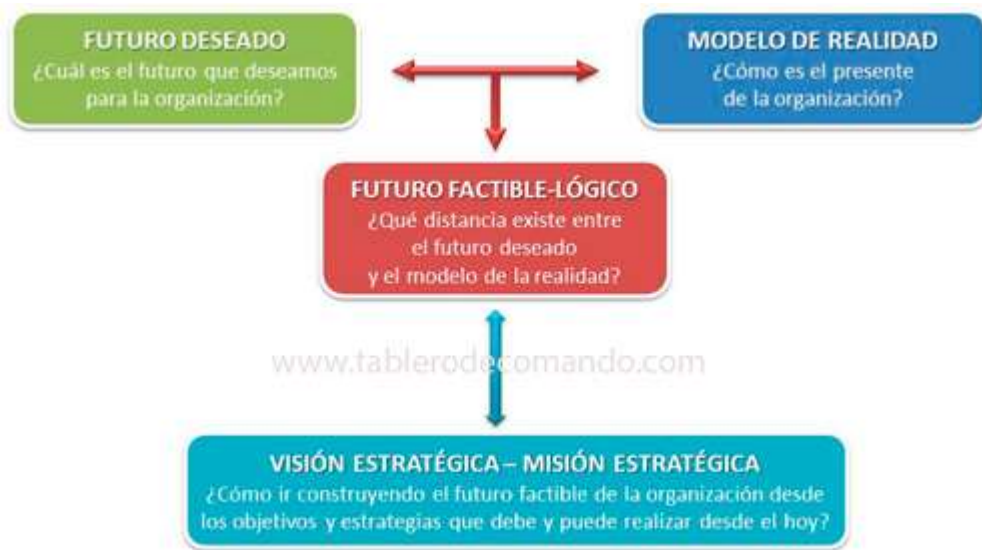 FUTURO DESEADO
¿Cuál es el futuro que deseamos
para la organización?
MODELO DE REALIDAD
¿Cómo es el presente
de la organización?
FUTURO FACTIBLE-LÓGICO
¿Qué distancia existe entre
el futuro deseado
y el modelo de la realidad?
www.tablerodecomando.com
VISIÓN ESTRATÉGICA – MISIÓN ESTRATÉGICA
¿Cómo ir construyendo el futuro factible de la organización desde
los objetivos y estrategias que debe y puede realizar desde el hoy?